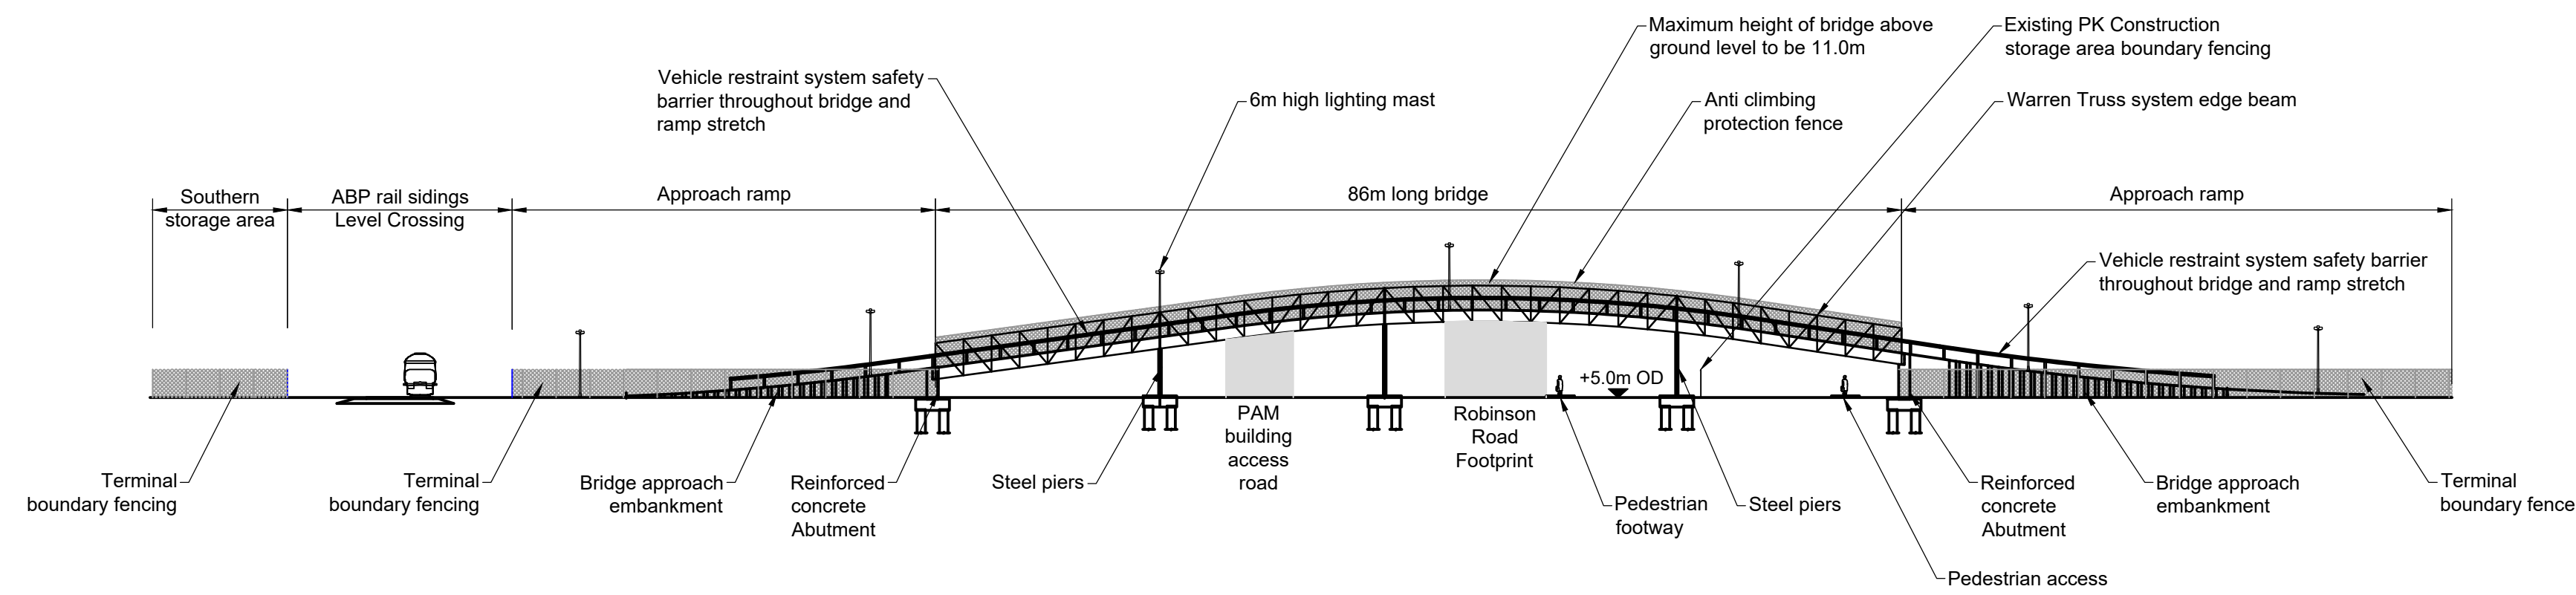 Maximum height of bridge above
ground level to be 11.0m
Existing PK Construction
storage area boundary fencing
Vehicle restraint system safety
barrier throughout bridge and
ramp stretch
6m high lighting mast
Anti climbing
protection fence
Warren Truss system edge beam
Southern
storage area
ABP rail sidings
Level Crossing
Approach ramp
86m long bridge
Approach ramp
Vehicle restraint system safety barrier
throughout bridge and ramp stretch
+5.0m OD
Terminal
boundary fencing
Terminal
boundary fencing
Bridge approach
embankment
Reinforced
concrete
Abutment
Steel piers
PAM
building
access
road
Robinson
Road
Footprint
Pedestrian
footway
Steel piers
Reinforced
concrete
Abutment
Bridge approach
embankment
Terminal
boundary fence
Pedestrian access